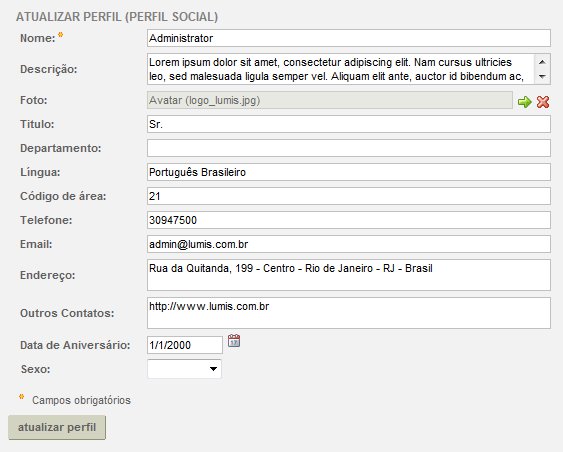 ATUALIZAR PERFIL (PERFIL SOCIAL)
Nome: * Administrator
Descrição: Lorem ipsum dolor sit amet, consectetur adipiscing elit. Nam cursus ultricies
leo, sed malesuada ligula semper vel. Aliquam elit ante, auctor id bibendum ac,
Foto: Avatar (logo_lumis.jpg)
Título: Sr.
Departamento:
Língua: Português Brasileiro
Código de área: 21
Telefone: 30947500
Email: admin@lumis.com.br
Endereço: Rua da Quitanda, 199 - Centro - Rio de Janeiro - RJ - Brasil
Outros Contatos: http://www.lumis.com.br
Data de Aniversário: 1/1/2000
Sexo:
* Campos obrigatórios
atualizar perfil